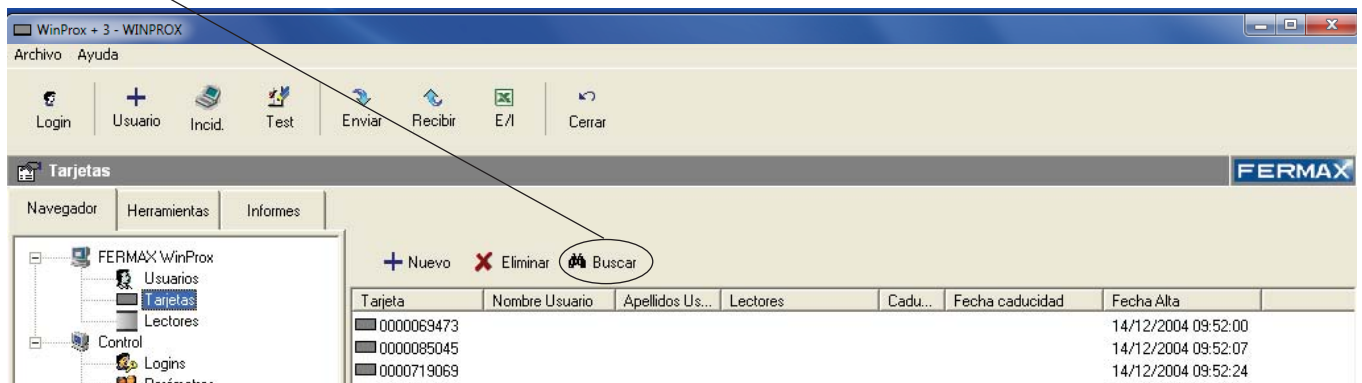 WinProx + 3 - WINPROX
Archivo Ayuda
Login Usuario Incid. Test Enviar Recibir E/I Cerrar
Tarjetas FERMAX
Navegador Herramientas Informes
FERMAX WinProx
Usuarios
Tarjetas
Lectores
Control
Logins
Nuevo Eliminar Buscar
Tarjeta Nombre Usuario Apellidos Us... Lectores Cadu... Fecha caducidad Fecha Alta
0000069473 14/12/2004 09:52:00
0000085045 14/12/2004 09:52:07
0000719069 14/12/2004 09:52:24